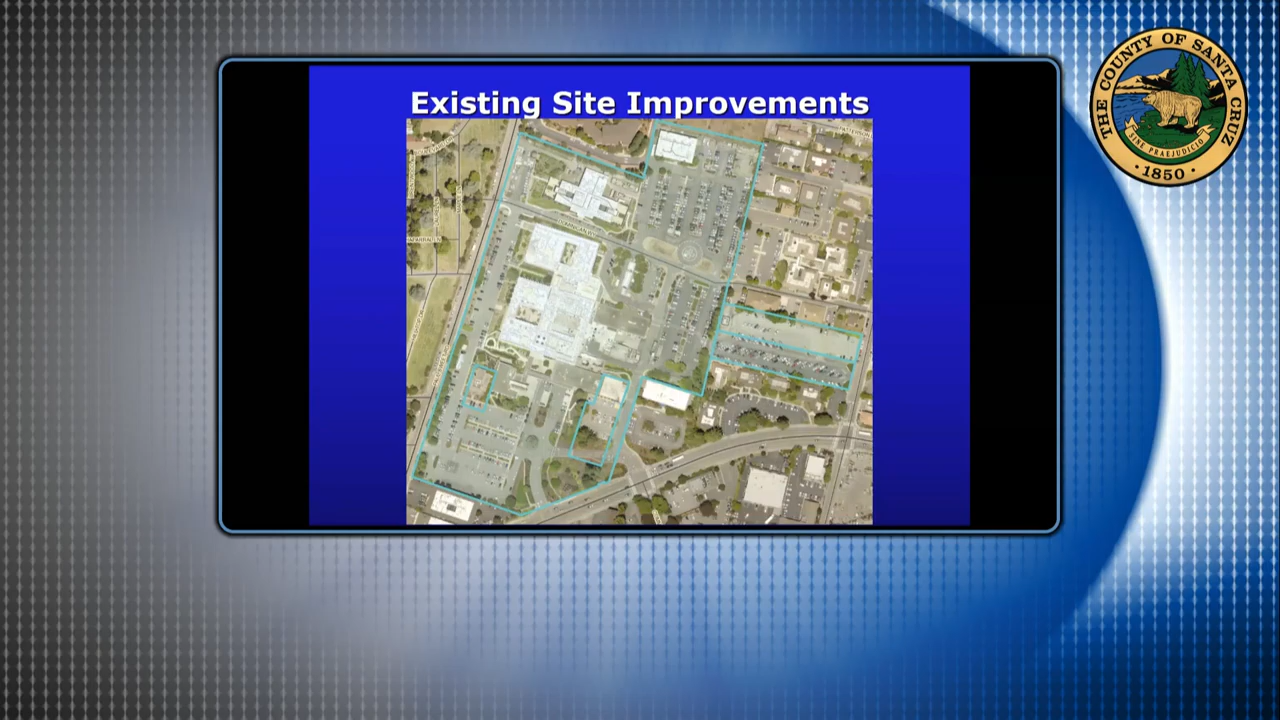 Existing Site Improvements
THE COUNTY OF SANTA CRUZ
SINE PRAEJUDICIO
• 1850 •